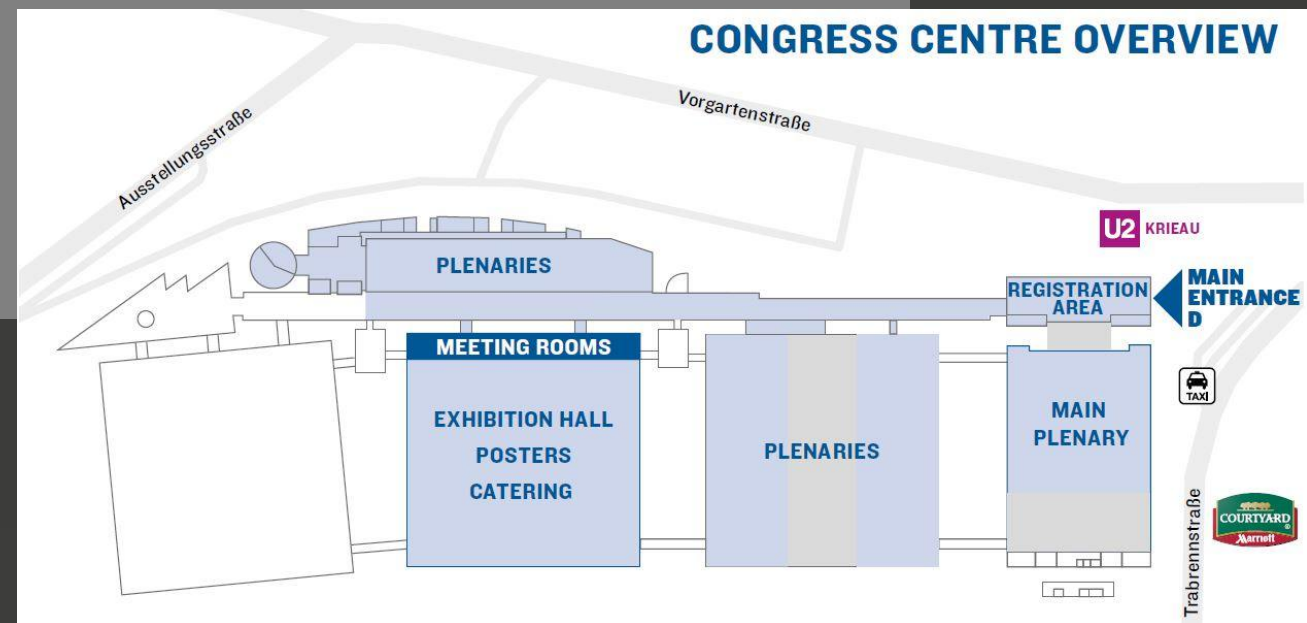 CONGRESS CENTRE OVERVIEW
Vorgartenstraße
Ausstellungsstraße
U2 KRIEAU
PLENARIES
REGISTRATION
AREA
MAIN
ENTRANCE
D
MEETING ROOMS
TAXI
EXHIBITION HALL
POSTERS
CATERING
PLENARIES
MAIN
PLENARY
Trabrennstraße
COURTYARD
Marriott